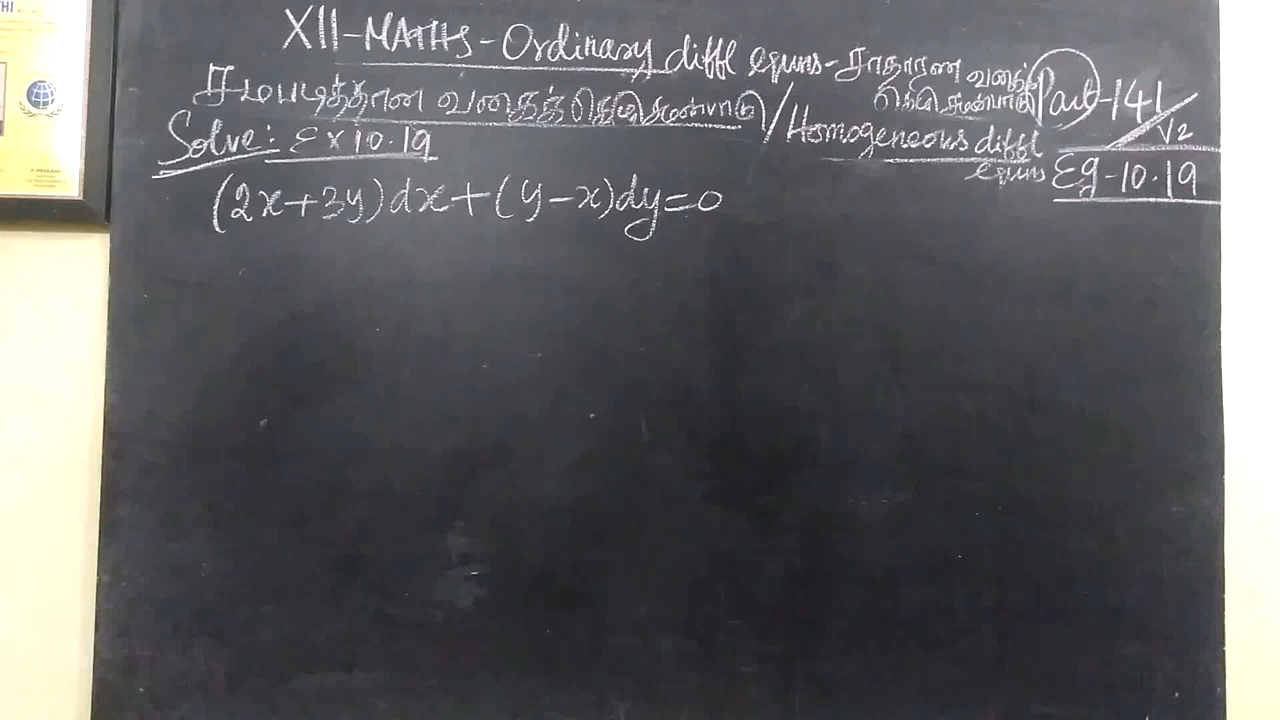 XII-MATHS-Ordinary diffl equns-சாதாரண வகைக்
கெழுசமன்பாடு Part-141/V2
சமபடித்தான வகைக் கெழுசமன்பாடு/Homogeneous diffl equns
Solve: Ex 10.19
Eg-10.19
(2x+3y)dx+(y-x)dy=0